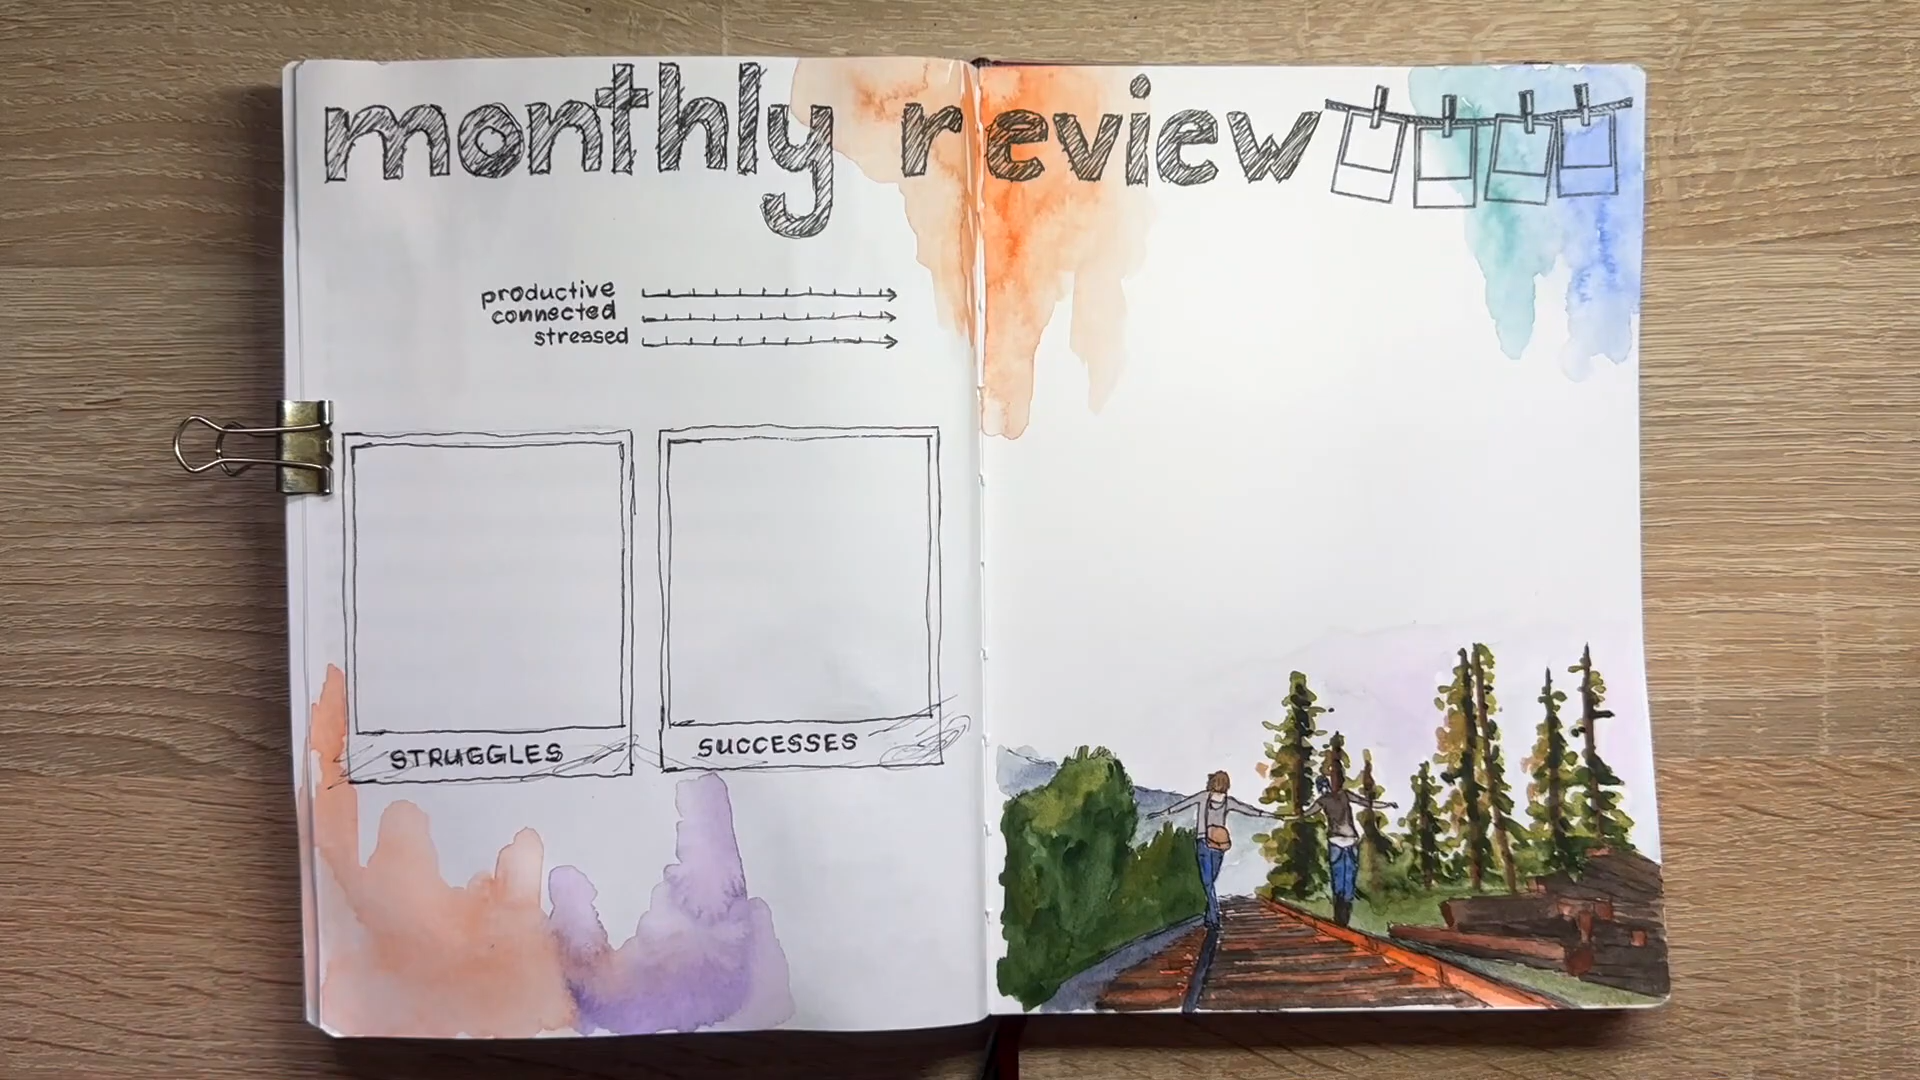 monthly review
productive
connected
stressed
STRUGGLES
SUCCESSES